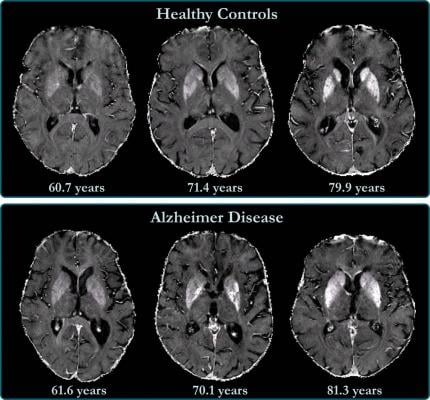 Healthy Controls
60.7 years 71.4 years 79.9 years
Alzheimer Disease
61.6 years 70.1 years 81.3 years